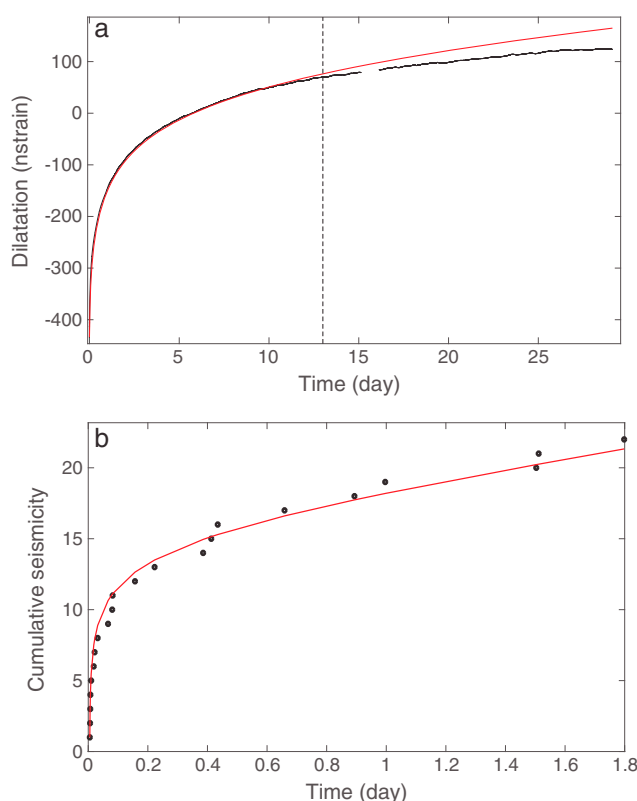 a
100
0
-100
-200
-300
-400
Dilatation (nstrain)
0 5 10 15 20 25
Time (day)
b
20
15
10
5
0
Cumulative seismicity
0 0.2 0.4 0.6 0.8 1 1.2 1.4 1.6 1.8
Time (day)